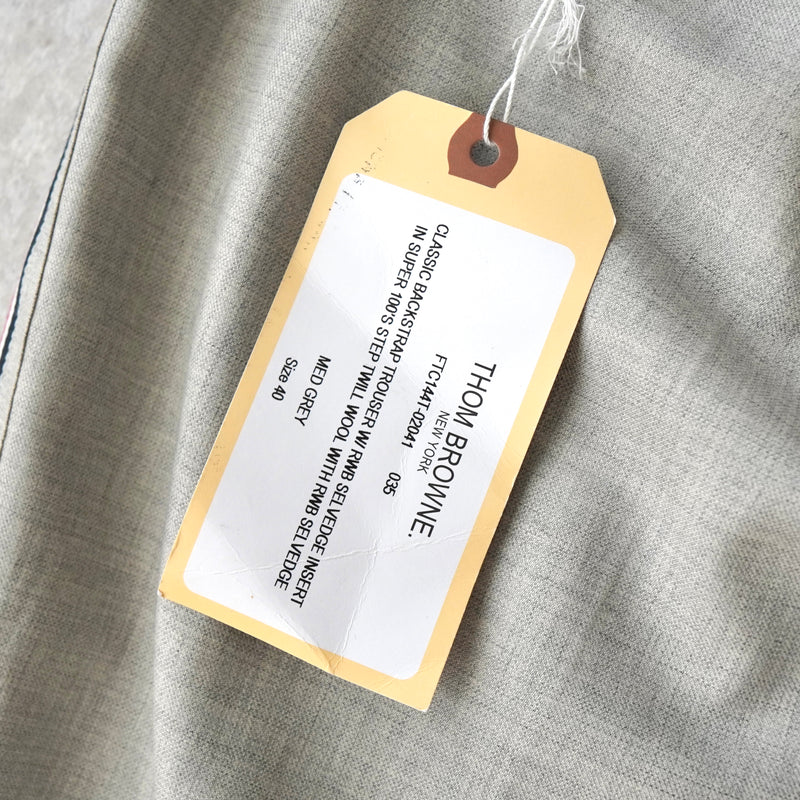 THOM BROWNE.
NEW YORK
FTC144T-02041 035
CLASSIC BACKSTRAP TROUSER W/ RWB SELVEDGE INSERT
IN SUPER 100'S STEP TWILL WOOL WITH RWB SELVEDGE
MED GREY
Size 40